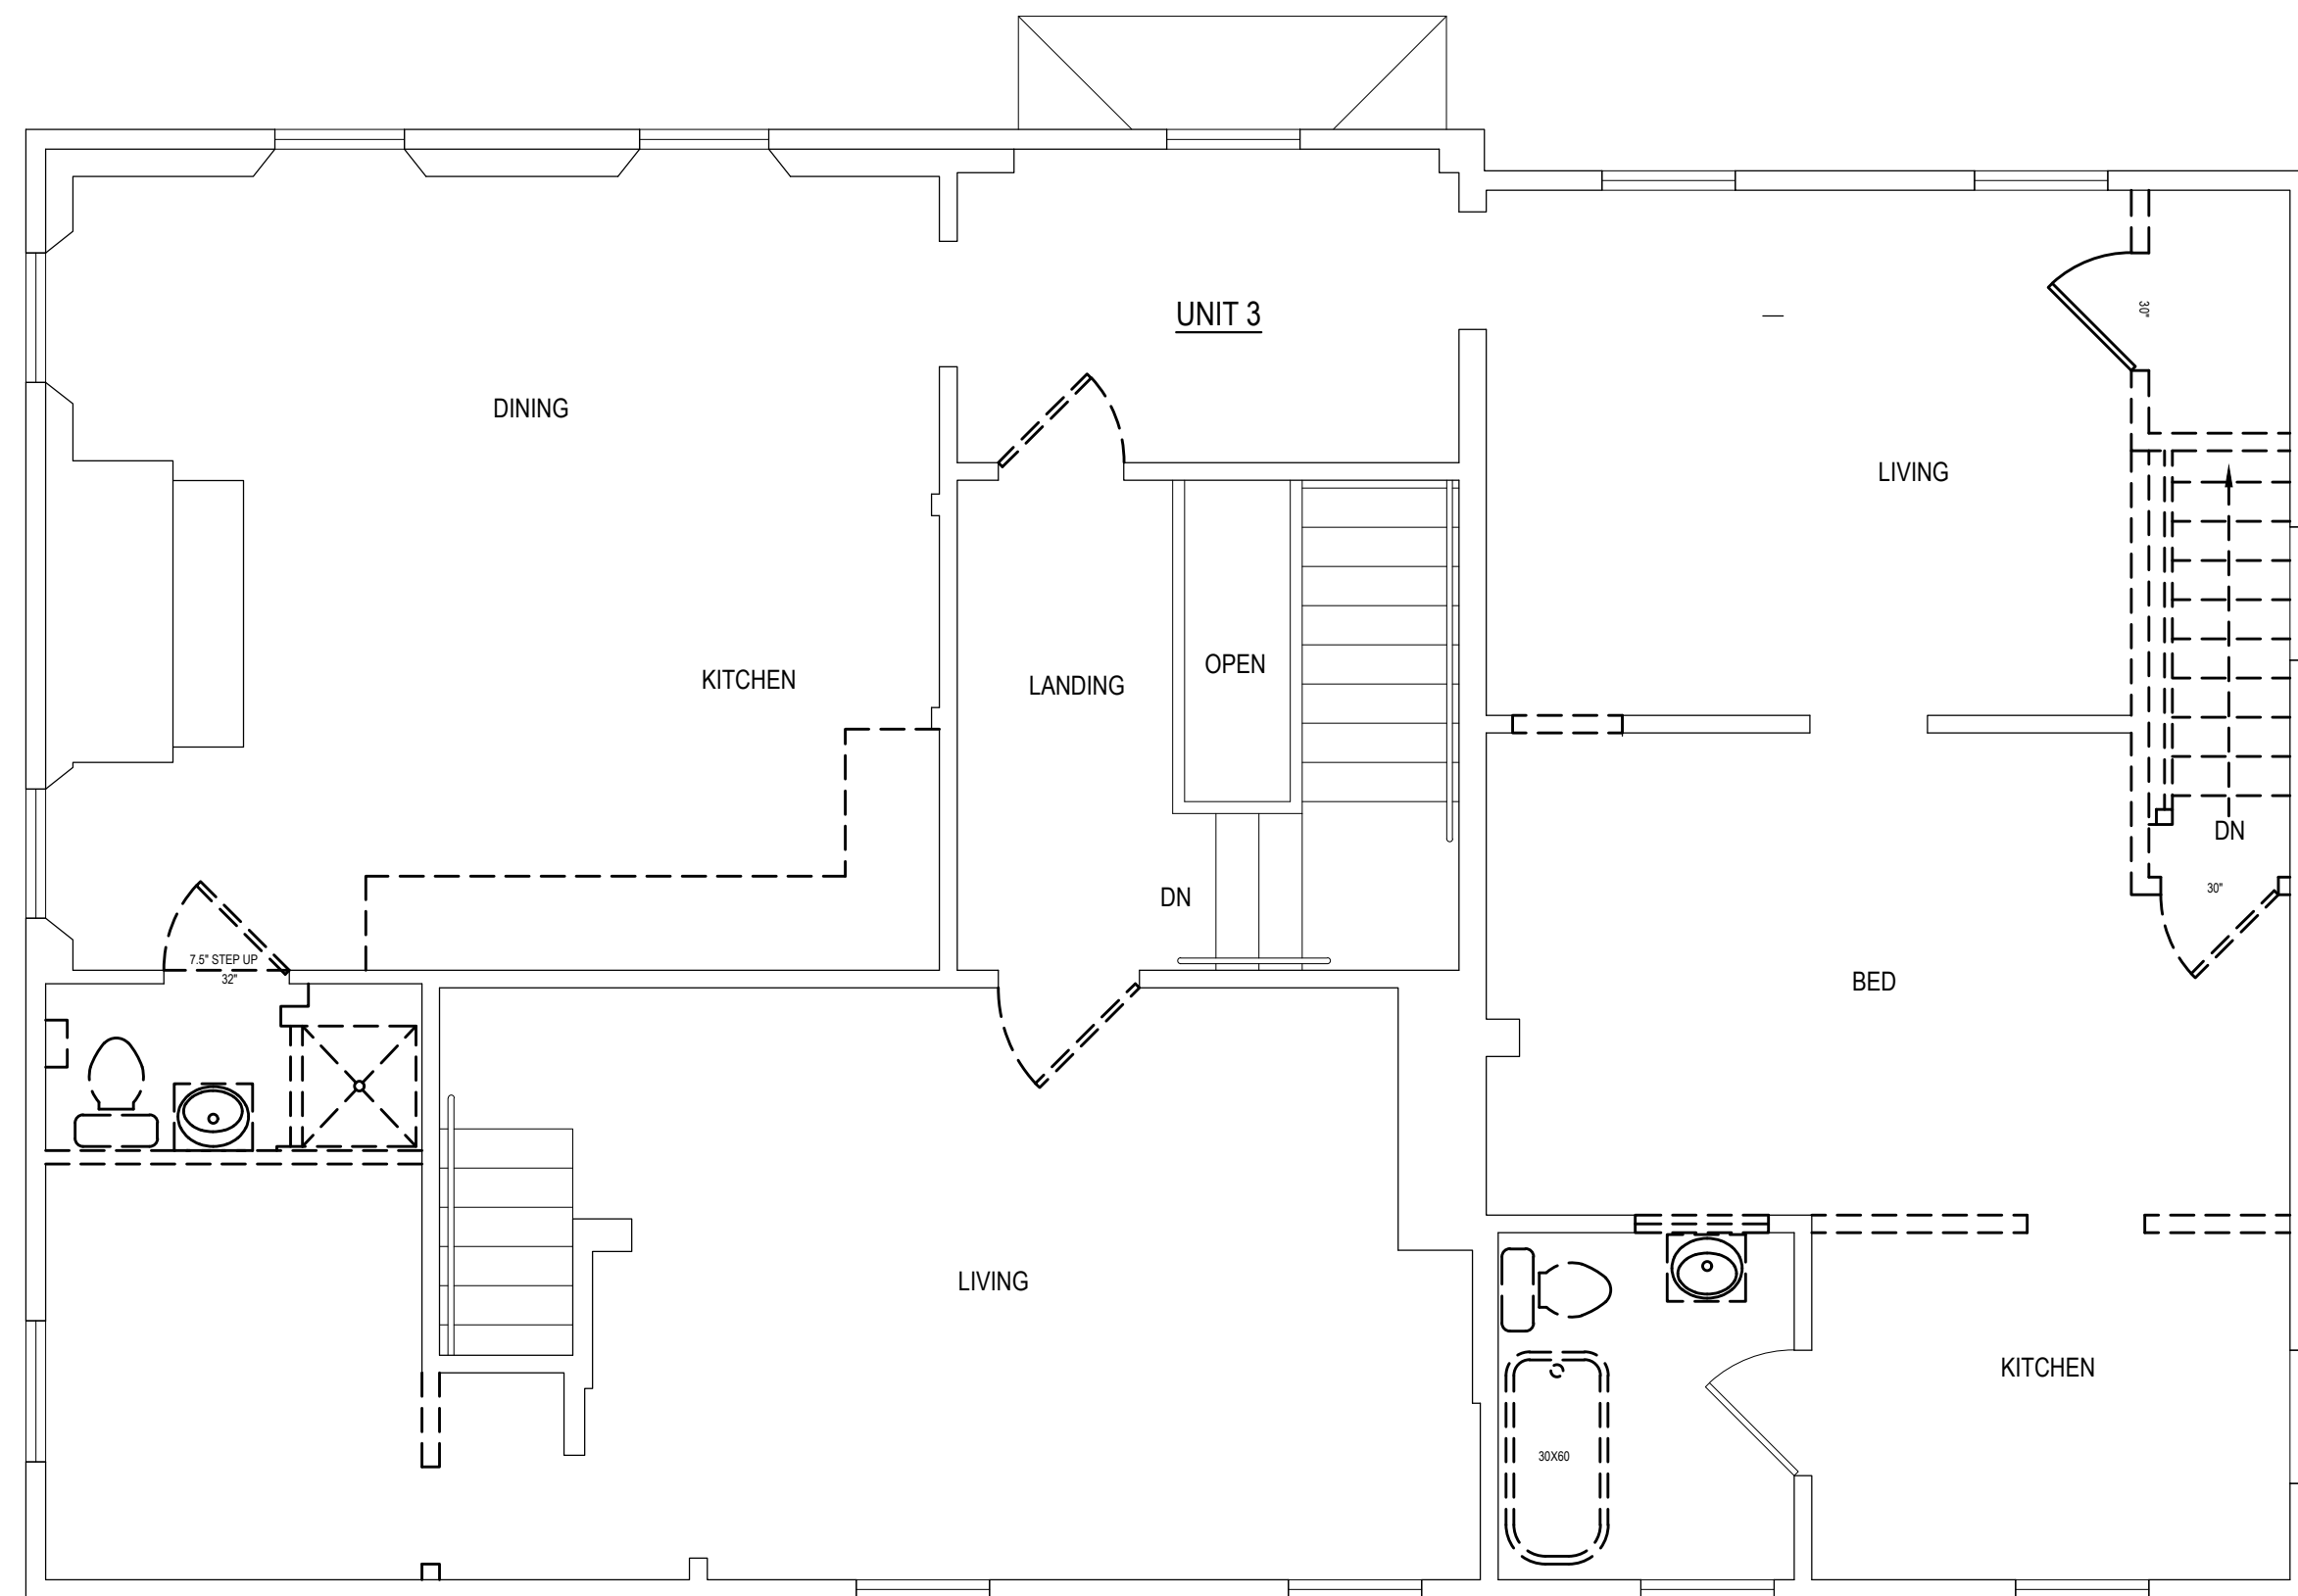 UNIT 3
30"
DINING
LIVING
KITCHEN
LANDING
OPEN
DN
30"
DN
7.5" STEP UP
32"
BED
LIVING
KITCHEN
30X60